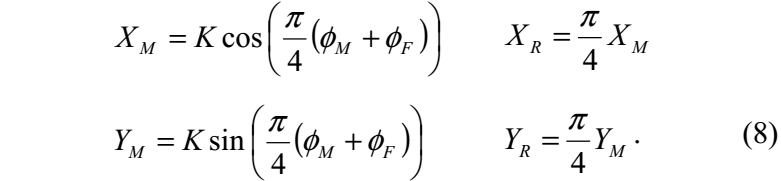 X_M = K cos(π/4(ϕ_M + ϕ_F)) X_R = π/4 X_M
Y_M = K sin(π/4(ϕ_M + ϕ_F)) Y_R = π/4 Y_M . (8)